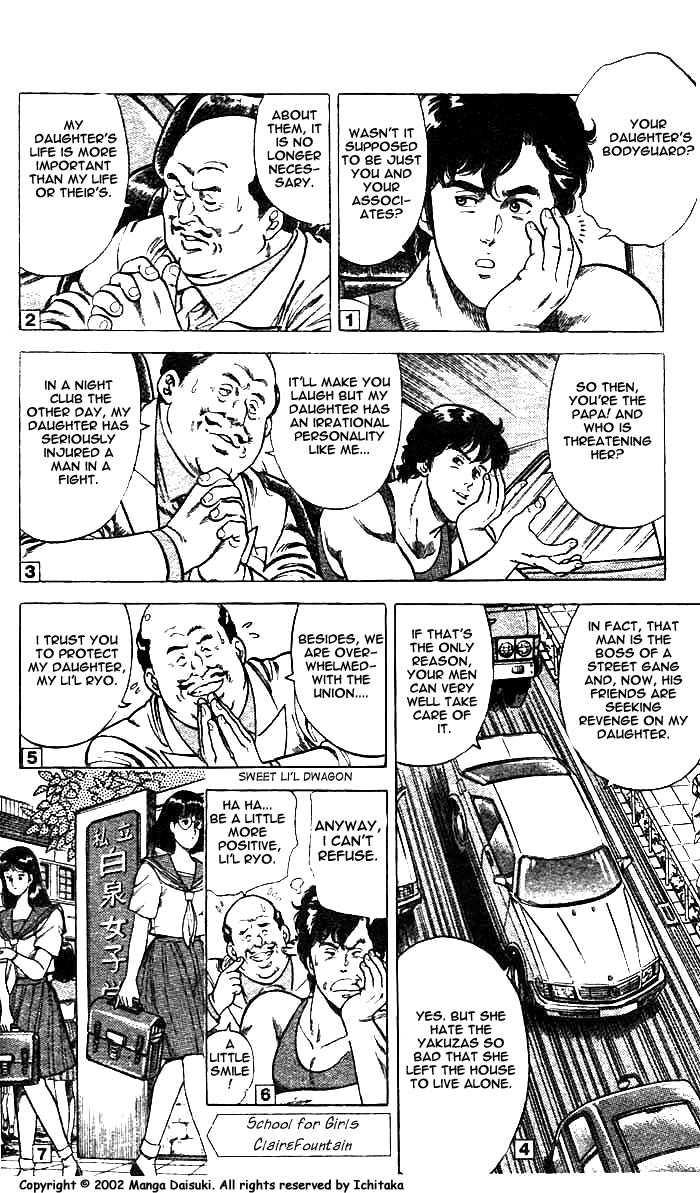 YOUR
DAUGHTER'S
BODYGUARD?
WASN'T IT
SUPPOSED
TO BE JUST
YOU AND
YOUR
ASSOCI-
ATES?
1
ABOUT
THEM, IT
IS NO
LONGER
NECES-
SARY.
MY
DAUGHTER'S
LIFE IS MORE
IMPORTANT
THAN MY LIFE
OR THEIR'S.
2
SO THEN,
YOU'RE THE
PAPA! AND
WHO IS
THREATENING
HER?
IT'LL MAKE YOU
LAUGH BUT MY
DAUGHTER HAS
AN IRRATIONAL
PERSONALITY
LIKE ME...
IN A NIGHT
CLUB THE
OTHER DAY, MY
DAUGHTER HAS
SERIOUSLY
INJURED A
MAN IN A
FIGHT.
3
IN FACT, THAT
MAN IS THE
BOSS OF A
STREET GANG
AND, NOW, HIS
FRIENDS ARE
SEEKING
REVENGE ON MY
DAUGHTER.
IF THAT'S
THE ONLY
REASON,
YOUR MEN
CAN VERY
WELL TAKE
CARE OF
IT.
YES. BUT SHE
HATE THE
YAKUZAS SO
BAD THAT SHE
LEFT THE HOUSE
TO LIVE ALONE.
4
BESIDES, WE
ARE OVER-
WHELMED-
WITH THE
UNION....
I TRUST YOU
TO PROTECT
MY DAUGHTER,
MY LI'L RYO.
5
SWEET LI'L DWAGON
ANYWAY,
I CAN'T
REFUSE.
HA HA...
BE A LITTLE
MORE
POSITIVE,
LI'L RYO.
A
LITTLE
SMILE
!
6
私立
白泉女子
7
School for Girls
ClaireFountain
Copyright © 2002 Manga Daisuki. All rights reserved by Ichitaka